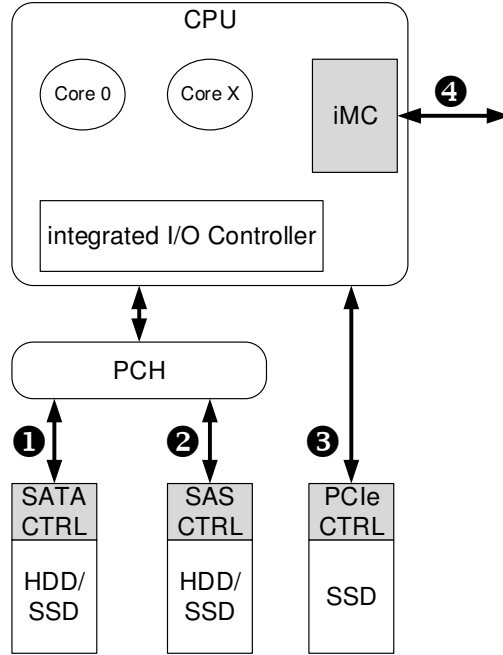 CPU
Core 0
Core X
iMC
❹
integrated I/O Controller
PCH
❶
❷
❸
SATA
CTRL
SAS
CTRL
PCIe
CTRL
HDD/
SSD
HDD/
SSD
SSD